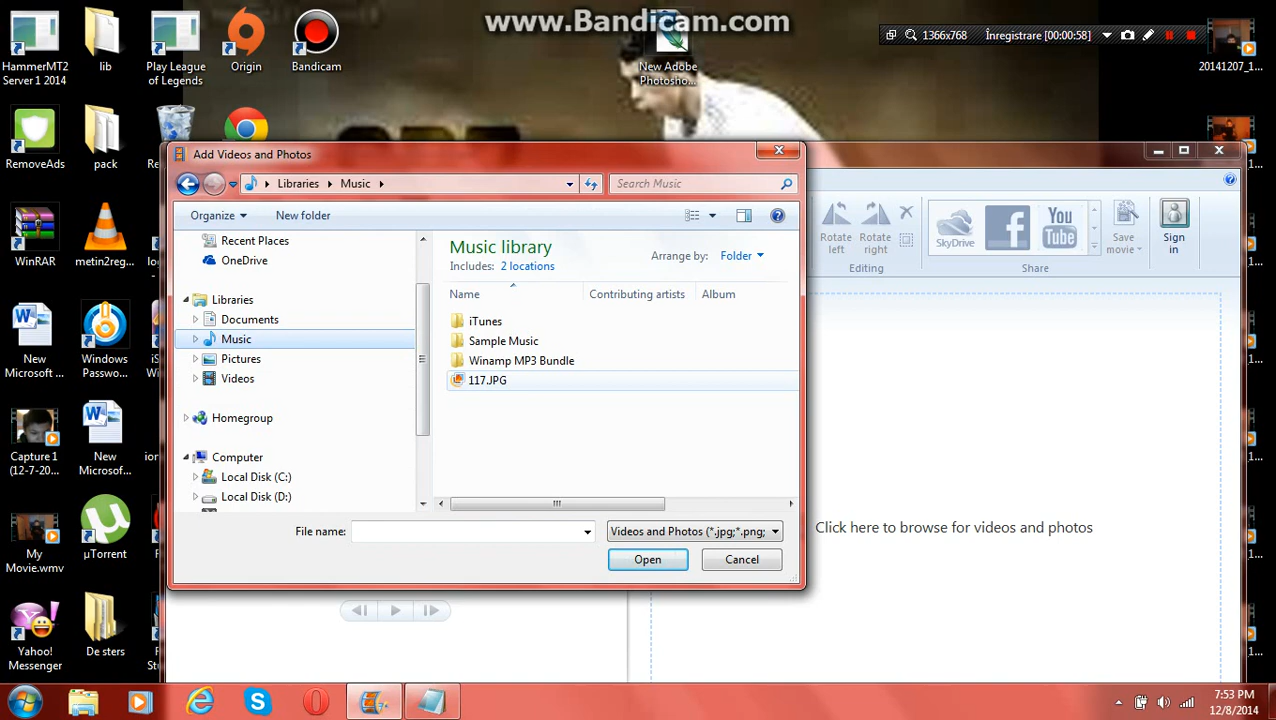 www.Bandicam.com
1366x768
Înregistrare [00:00:58]
HammerMT2
Server 1 2014
lib
Play League
of Legends
Origin
Bandicam
New Adobe
Photosho...
20141207_1...
RemoveAds
pack
WinRAR
metin2reg...
New
Microsoft ...
Windows
Passwo...
Capture 1
(12-7-20...
New
Microsof...
My
Movie.wmv
µTorrent
Yahoo!
Messenger
De sters
Add Videos and Photos
Libraries
Music
Search Music
Organize
New folder
Recent Places
OneDrive
Libraries
Documents
Music
Pictures
Videos
Homegroup
Computer
Local Disk (C:)
Local Disk (D:)
Music library
Includes: 2 locations
Arrange by: Folder
Name
Contributing artists
Album
iTunes
Sample Music
Winamp MP3 Bundle
117.JPG
File name:
Videos and Photos (*.jpg;*.png;
Open
Cancel
Rotate
left
Rotate
right
Editing
SkyDrive
You
Tube
Share
Save
movie
Sign
in
Click here to browse for videos and photos
7:53 PM
12/8/2014